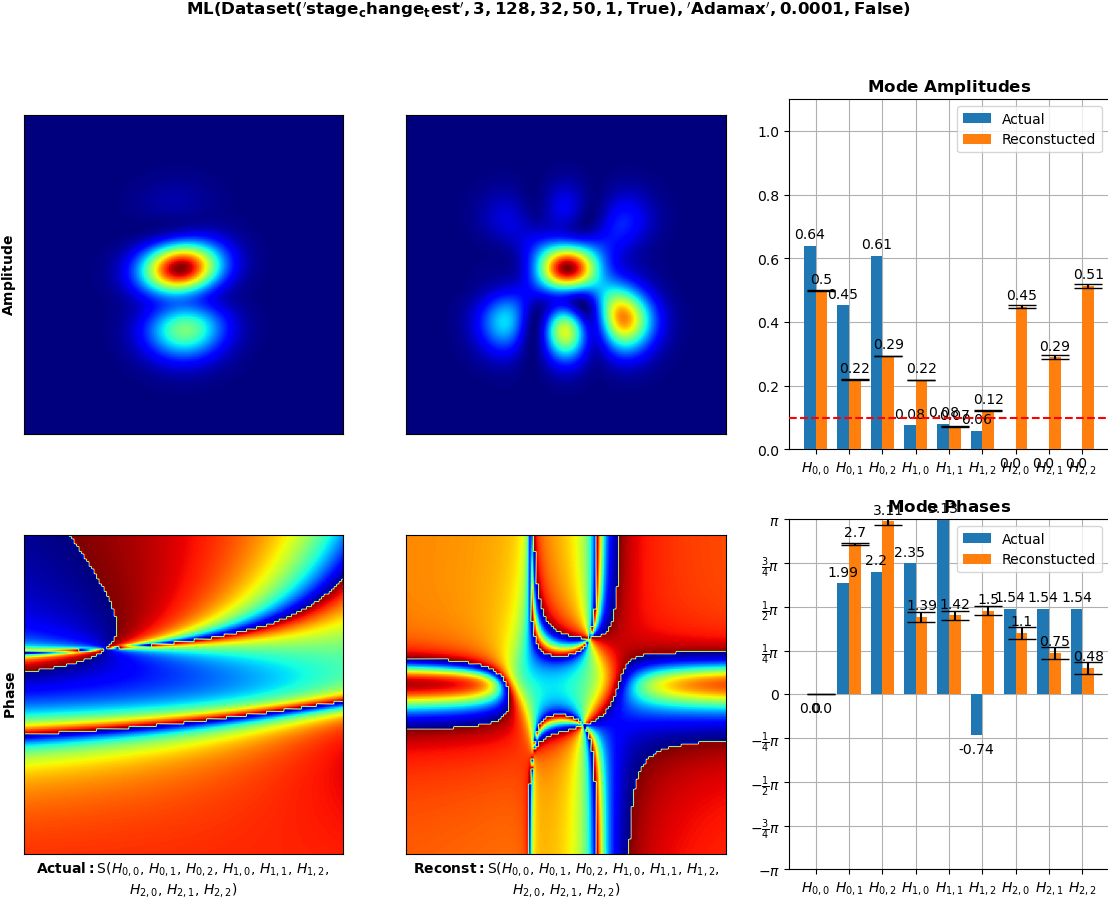 ML(Dataset('stage_change_test', 3, 128, 32, 50, 1, True), 'Adamax', 0.0001, False)
Amplitude
Mode Amplitudes
Actual
Reconstucted
1.0
0.8
0.6
0.4
0.2
0.0
0.64
0.5
0.45
0.22
0.61
0.29
0.08
0.22
0.08
0.07
0.06
0.12
0.0
0.45
0.0
0.29
0.0
0.51
H0,0 H0,1 H0,2 H1,0 H1,1 H1,2 H2,0 H2,1 H2,2
Phase
Mode Phases
Actual
Reconstucted
π
3/4π
1/2π
1/4π
0
−1/4π
−1/2π
−3/4π
−π
0.0
0.0
1.99
2.7
2.2
3.11
2.35
1.39
1.42
-0.74
1.5
1.54
1.1
1.54
0.75
1.54
0.48
H0,0 H0,1 H0,2 H1,0 H1,1 H1,2 H2,0 H2,1 H2,2
Actual: S(H0,0, H0,1, H0,2, H1,0, H1,1, H1,2,
H2,0, H2,1, H2,2)
Reconst: S(H0,0, H0,1, H0,2, H1,0, H1,1, H1,2,
H2,0, H2,1, H2,2)